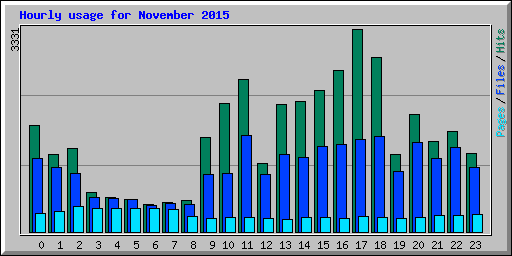 Hourly usage for November 2015
3331
Pages/Files/Hits
0 1 2 3 4 5 6 7 8 9 10 11 12 13 14 15 16 17 18 19 20 21 22 23